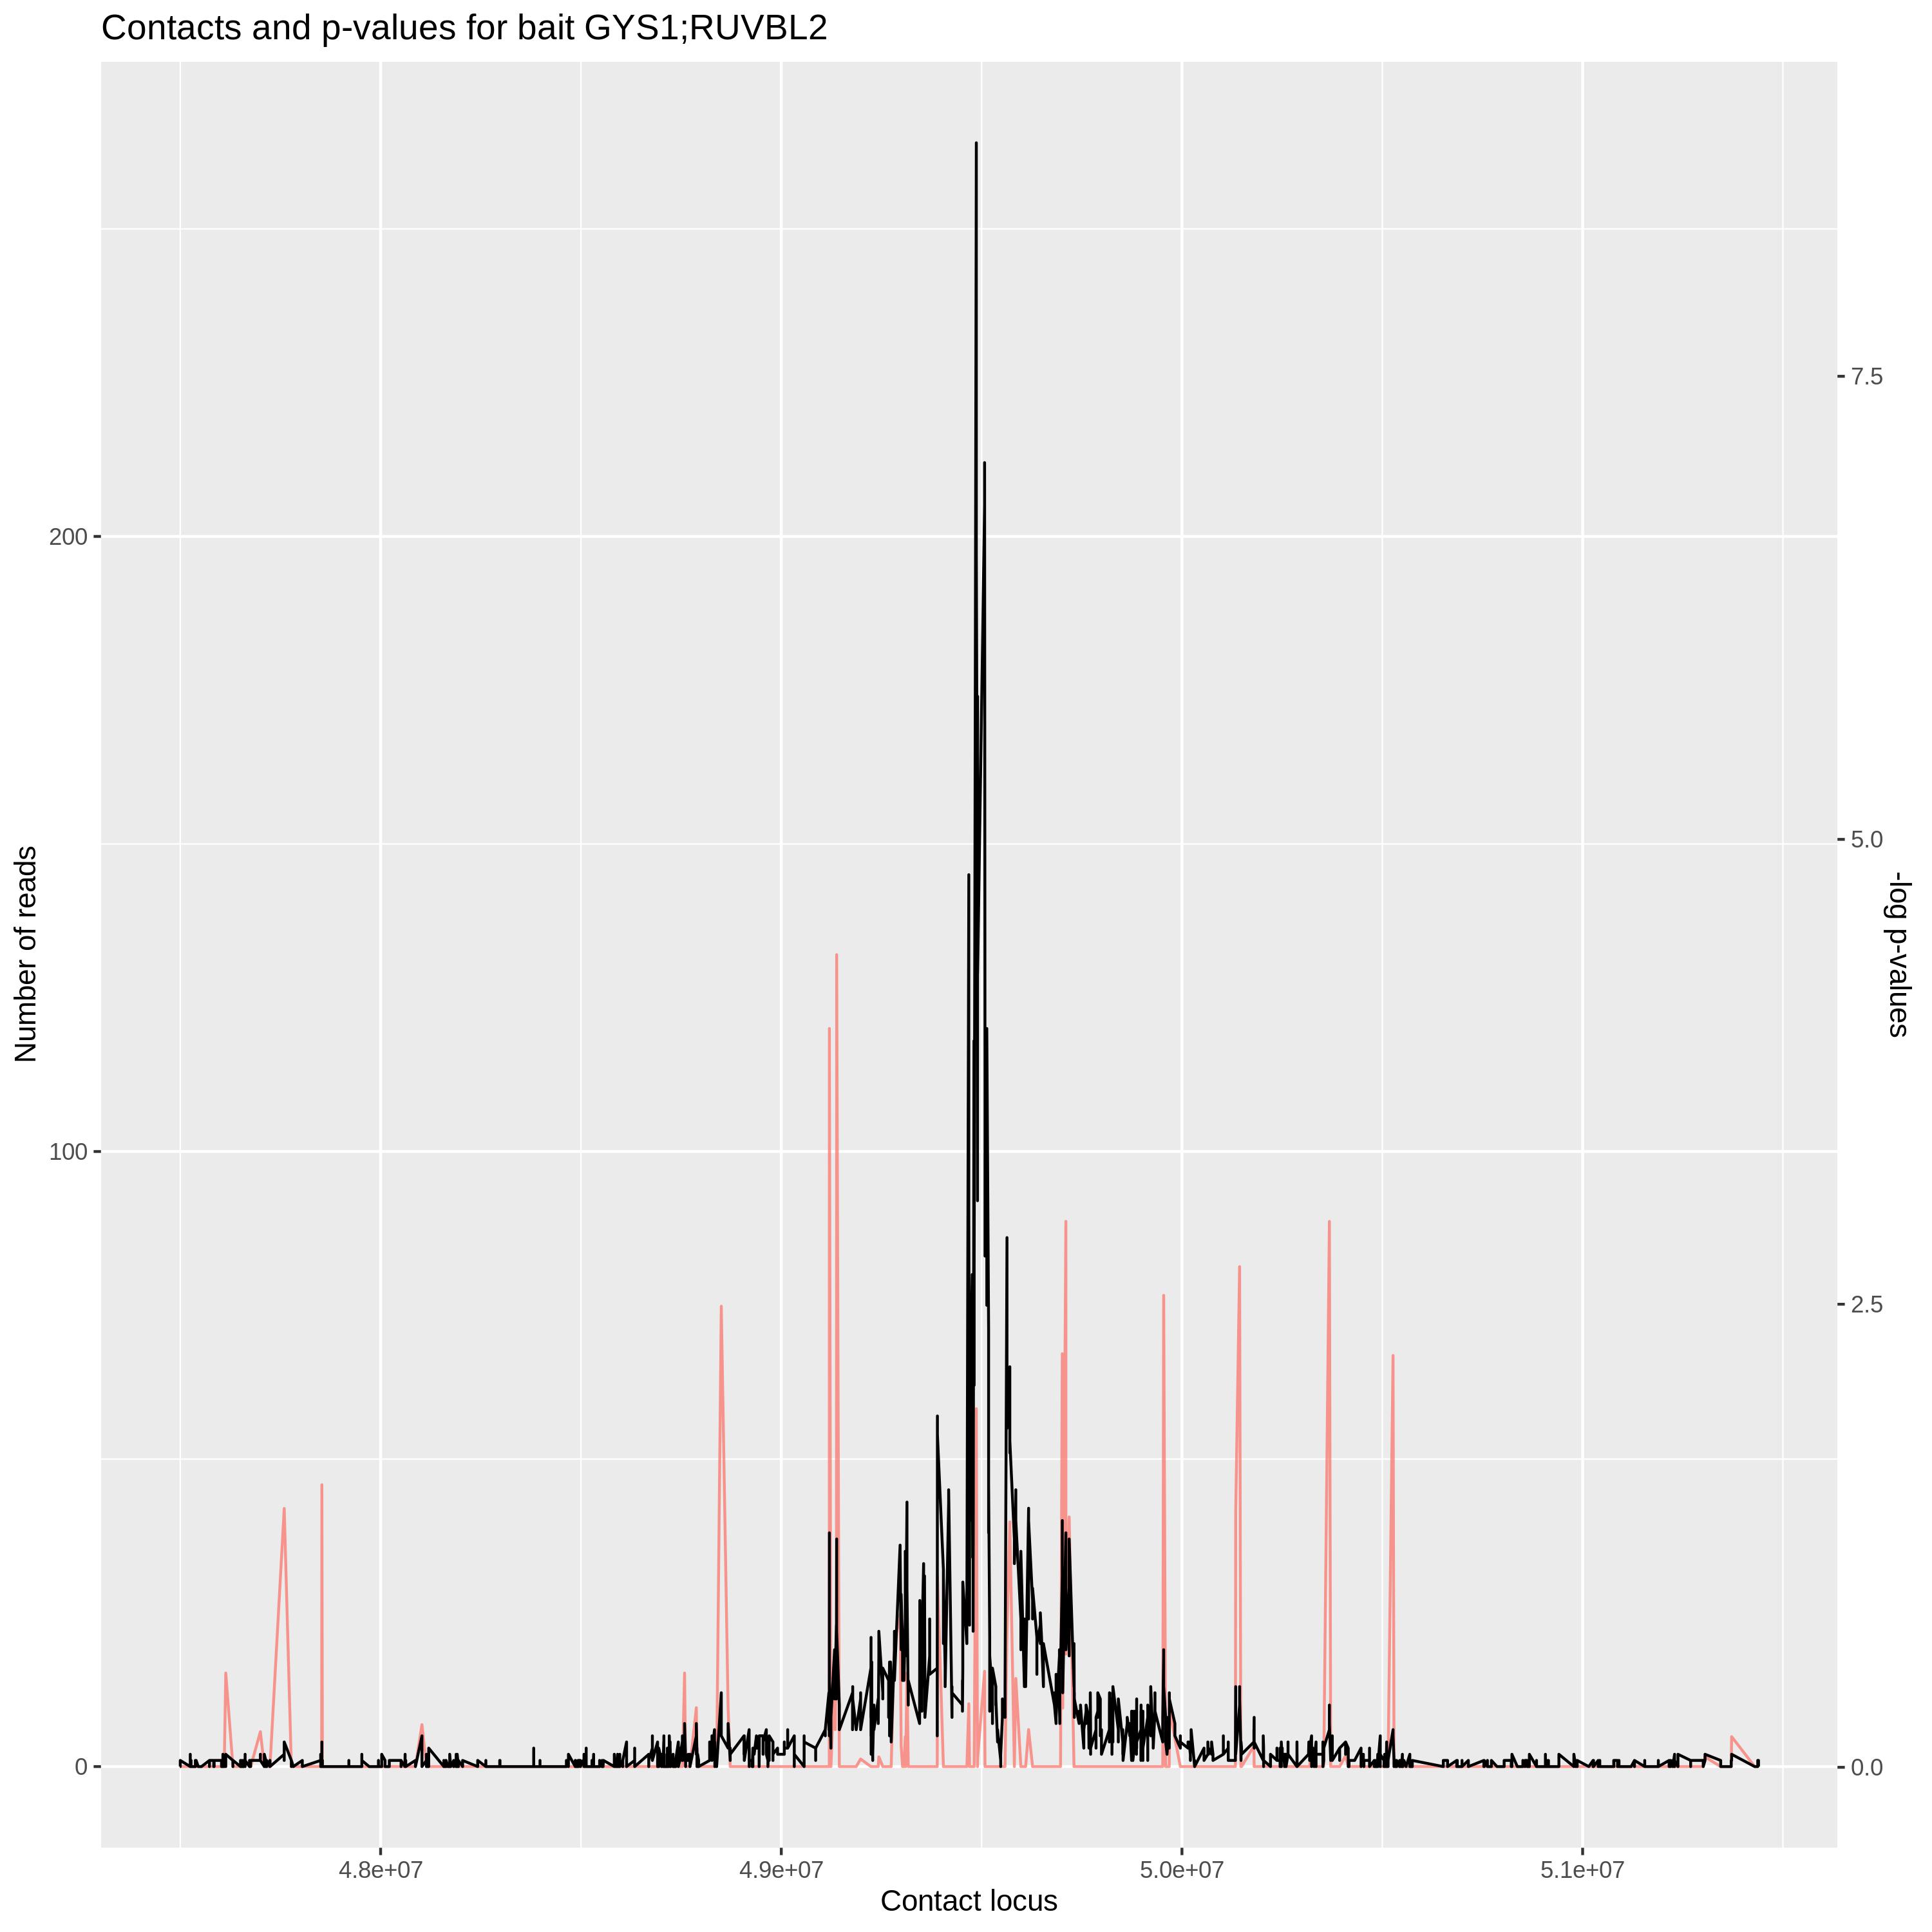 Contacts and p-values for bait GYS1;RUVBL2
Number of reads
200
100
0
7.5
5.0
2.5
0.0
-log p-values
4.8e+07
4.9e+07
5.0e+07
5.1e+07
Contact locus